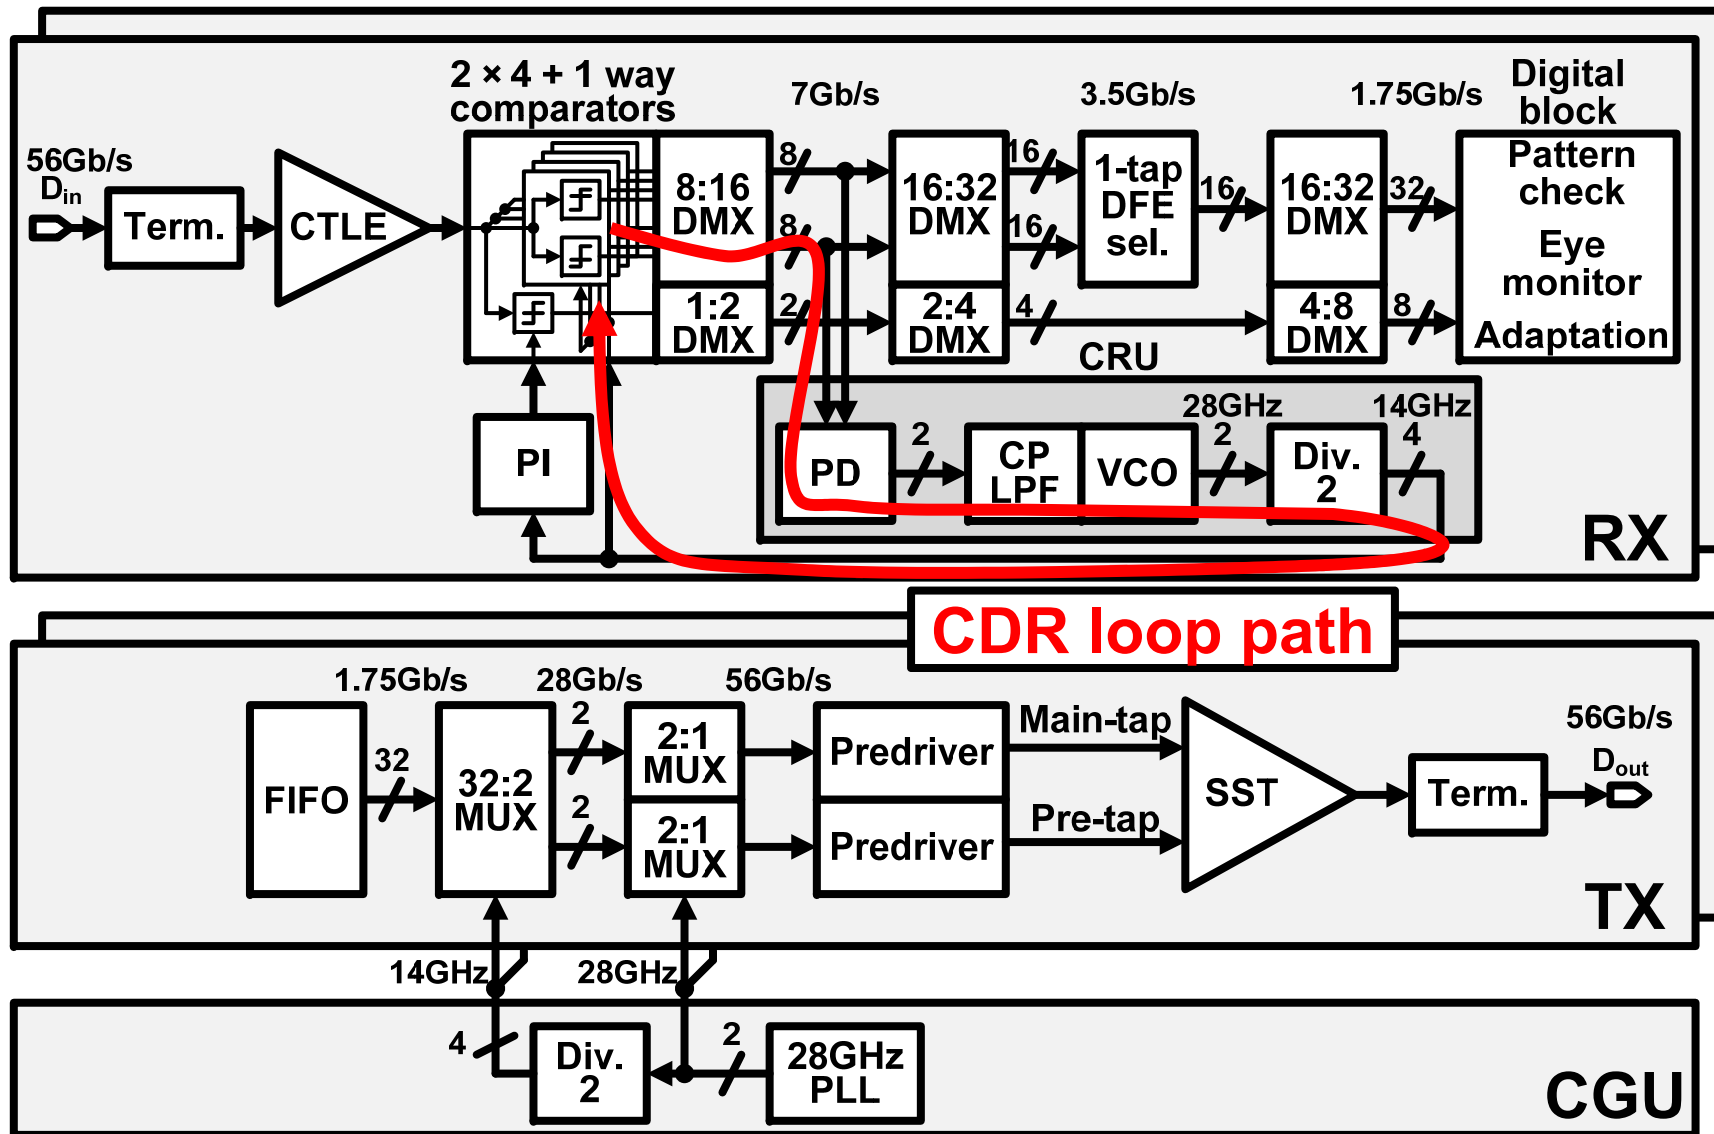 2 × 4 + 1 way
comparators
7Gb/s
3.5Gb/s
1.75Gb/s
Digital
block
56Gb/s
Din
Term.
CTLE
8:16
DMX
1:2
DMX
8
8
2
16:32
DMX
2:4
DMX
16
16
4
1-tap
DFE
sel.
16
16:32
DMX
4:8
DMX
32
8
Pattern
check
Eye
monitor
Adaptation
CRU
PI
PD
2
CP
LPF
VCO
28GHz
2
Div.
2
14GHz
4
RX
CDR loop path
1.75Gb/s
28Gb/s
56Gb/s
FIFO
32
32:2
MUX
2
2
2:1
MUX
2:1
MUX
Predriver
Predriver
Main-tap
Pre-tap
SST
Term.
56Gb/s
Dout
TX
14GHz
28GHz
4
Div.
2
2
28GHz
PLL
CGU